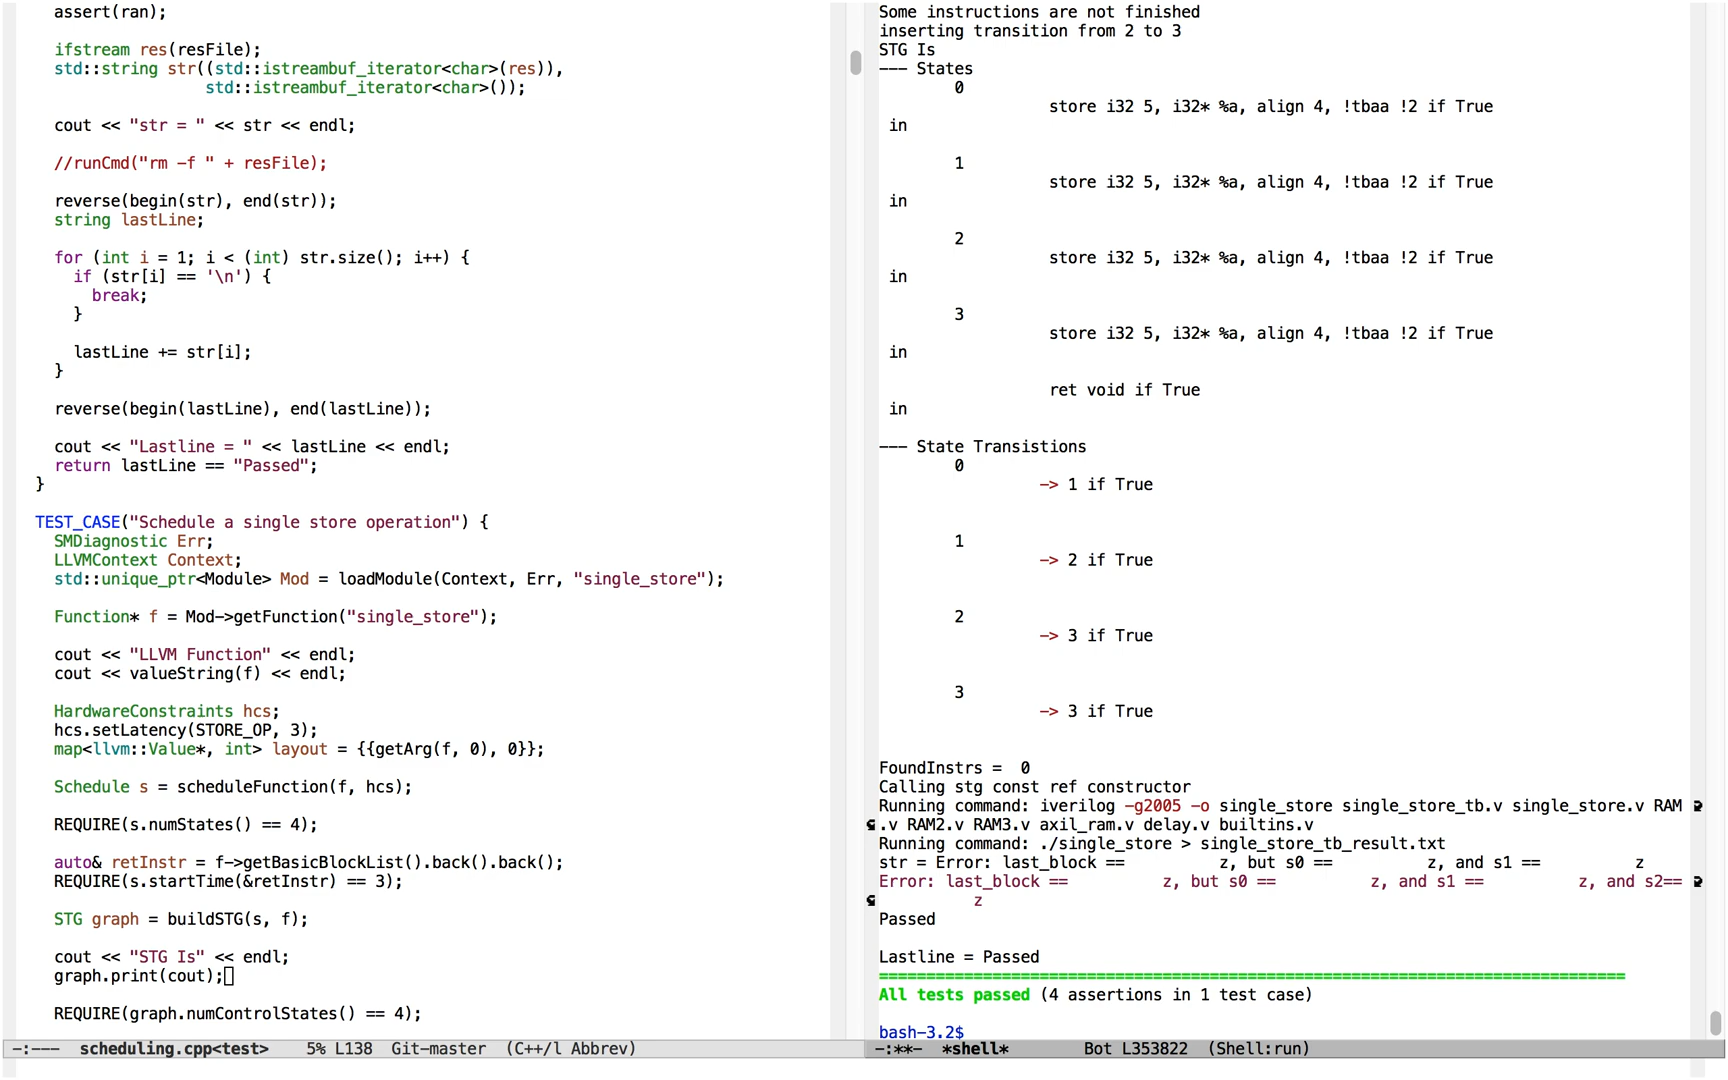 assert(ran);
ifstream res(resFile);
std::string str((std::istreambuf_iterator<char>(res)),
std::istreambuf_iterator<char>());
cout << "str = " << str << endl;
//runCmd("rm -f " + resFile);
reverse(begin(str), end(str));
string lastLine;
for (int i = 1; i < (int) str.size(); i++) {
if (str[i] == '\n') {
break;
}
lastLine += str[i];
}
reverse(begin(lastLine), end(lastLine));
cout << "Lastline = " << lastLine << endl;
return lastLine == "Passed";
}
TEST_CASE("Schedule a single store operation") {
SMDiagnostic Err;
LLVMContext Context;
std::unique_ptr<Module> Mod = loadModule(Context, Err, "single_store");
Function* f = Mod->getFunction("single_store");
cout << "LLVM Function" << endl;
cout << valueString(f) << endl;
HardwareConstraints hcs;
hcs.setLatency(STORE_OP, 3);
map<llvm::Value*, int> layout = {{getArg(f, 0), 0}};
Schedule s = scheduleFunction(f, hcs);
REQUIRE(s.numStates() == 4);
auto& retInstr = f->getBasicBlockList().back().back();
REQUIRE(s.startTime(&retInstr) == 3);
STG graph = buildSTG(s, f);
cout << "STG Is" << endl;
graph.print(cout);
REQUIRE(graph.numControlStates() == 4);
-:--- scheduling.cpp<test> 5% L138 Git-master (C++/l Abbrev)
Some instructions are not finished
inserting transition from 2 to 3
STG Is
--- States
0
store i32 5, i32* %a, align 4, !tbaa !2 if True
in
1
store i32 5, i32* %a, align 4, !tbaa !2 if True
in
2
store i32 5, i32* %a, align 4, !tbaa !2 if True
in
3
store i32 5, i32* %a, align 4, !tbaa !2 if True
in
ret void if True
in
--- State Transistions
0
-> 1 if True
1
-> 2 if True
2
-> 3 if True
3
-> 3 if True
FoundInstrs = 0
Calling stg const ref constructor
Running command: iverilog -g2005 -o single_store single_store_tb.v single_store.v RAM
.v RAM2.v RAM3.v axil_ram.v delay.v builtins.v
Running command: ./single_store > single_store_tb_result.txt
str = Error: last_block == z, but s0 == z, and s1 == z
Error: last_block == z, but s0 == z, and s1 == z, and s2==
z
Passed
Lastline = Passed
===============================================================================
All tests passed (4 assertions in 1 test case)
bash-3.2$
-:**- *shell* Bot L353822 (Shell:run)